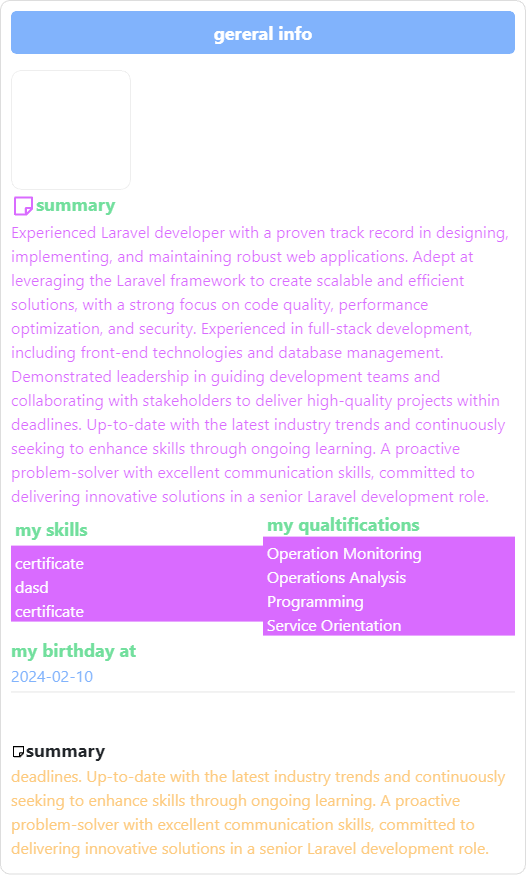 gereral info
summary
Experienced Laravel developer with a proven track record in designing,
implementing, and maintaining robust web applications. Adept at
leveraging the Laravel framework to create scalable and efficient
solutions, with a strong focus on code quality, performance
optimization, and security. Experienced in full-stack development,
including front-end technologies and database management.
Demonstrated leadership in guiding development teams and
collaborating with stakeholders to deliver high-quality projects within
deadlines. Up-to-date with the latest industry trends and continuously
seeking to enhance skills through ongoing learning. A proactive
problem-solver with excellent communication skills, committed to
delivering innovative solutions in a senior Laravel development role.
my skills
certificate
dasd
certificate
my qualtifications
Operation Monitoring
Operations Analysis
Programming
Service Orientation
my birthday at
2024-02-10
summary
deadlines. Up-to-date with the latest industry trends and continuously
seeking to enhance skills through ongoing learning. A proactive
problem-solver with excellent communication skills, committed to
delivering innovative solutions in a senior Laravel development role.